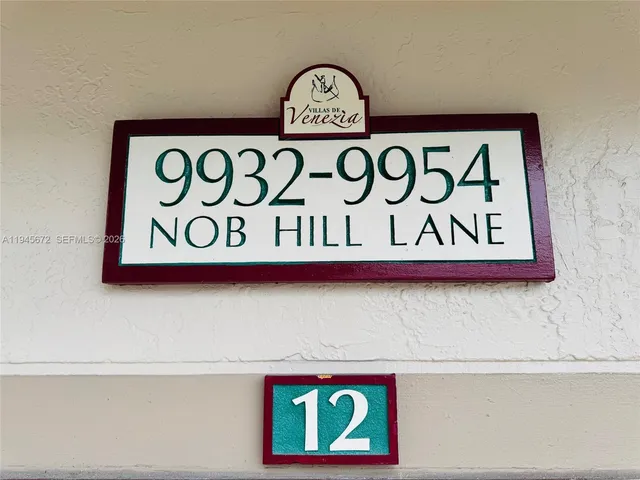 VILLAS DE
Venezia
9932-9954
NOB HILL LANE
A11945672 SEFMLS© 2026
12